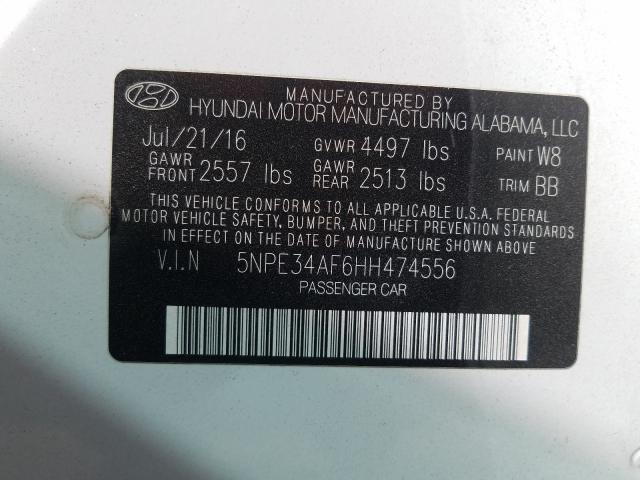 MANUFACTURED BY
HYUNDAI MOTOR MANUFACTURING ALABAMA, LLC
Jul/21/16 GVWR 4497 lbs PAINT W8
GAWR FRONT 2557 lbs GAWR REAR 2513 lbs TRIM BB
THIS VEHICLE CONFORMS TO ALL APPLICABLE U.S.A. FEDERAL
MOTOR VEHICLE SAFETY, BUMPER, AND THEFT PREVENTION STANDARDS
IN EFFECT ON THE DATE OF MANUFACTURE SHOWN ABOVE.
V.I.N 5NPE34AF6HH474556
PASSENGER CAR